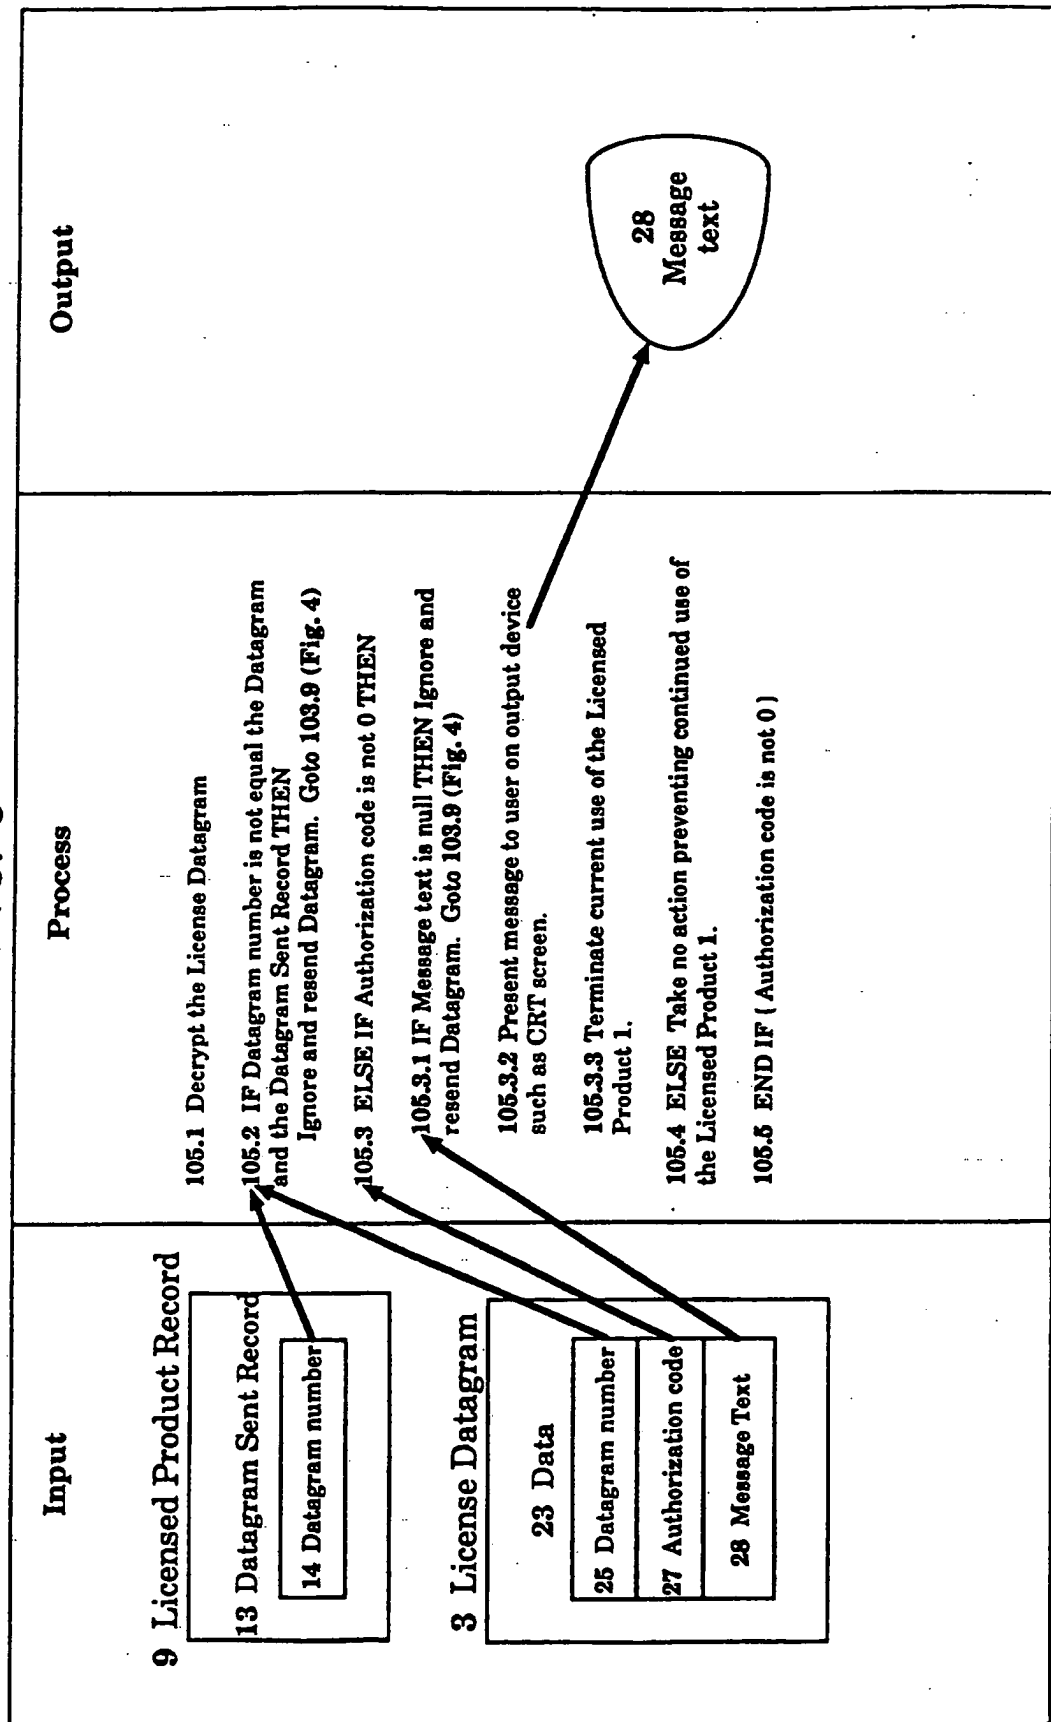 Input
Process
Output
9 Licensed Product Record
13 Datagram Sent Record
14 Datagram number
3 License Datagram
23 Data
25 Datagram number
27 Authorization code
28 Message Text
105.1 Decrypt the License Datagram
105.2 IF Datagram number is not equal the Datagram
and the Datagram Sent Record THEN
Ignore and resend Datagram. Goto 103.9 (Fig. 4)
105.3 ELSE IF Authorization code is not 0 THEN
105.3.1 IF Message text is null THEN Ignore and
resend Datagram. Goto 103.9 (Fig. 4)
105.3.2 Present message to user on output device
such as CRT screen.
105.3.3 Terminate current use of the Licensed
Product 1.
105.4 ELSE Take no action preventing continued use of
the Licensed Product 1.
105.5 END IF { Authorization code is not 0 }
28
Message
text